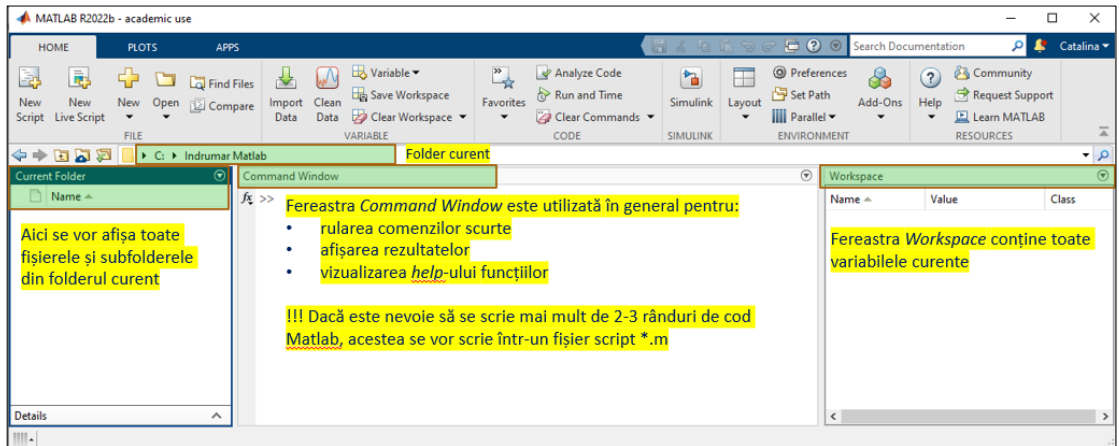 MATLAB R2022b - academic use
HOME PLOTS APPS Search Documentation Catalina
New Script
New Live Script
New
Open
Find Files
Compare
FILE
Import Data
Clean Data
Variable
Save Workspace
Clear Workspace
VARIABLE
Favorites
Analyze Code
Run and Time
Clear Commands
CODE
Simulink
SIMULINK
Layout
Preferences
Set Path
Parallel
Add-Ons
ENVIRONMENT
Help
Community
Request Support
Learn MATLAB
RESOURCES
C: Indrumar Matlab Folder curent
Current Folder
Name
Aici se vor afișa toate
fișierele și subfolderele
din folderul curent
Details
Command Window
fx >>
Fereastra Command Window este utilizată în general pentru:
• rularea comenzilor scurte
• afișarea rezultatelor
• vizualizarea help-ului funcțiilor
!!! Dacă este nevoie să se scrie mai mult de 2-3 rânduri de cod
Matlab, acestea se vor scrie într-un fișier script *.m
Workspace
Name Value Class
Fereastra Workspace conține toate
variabilele curente